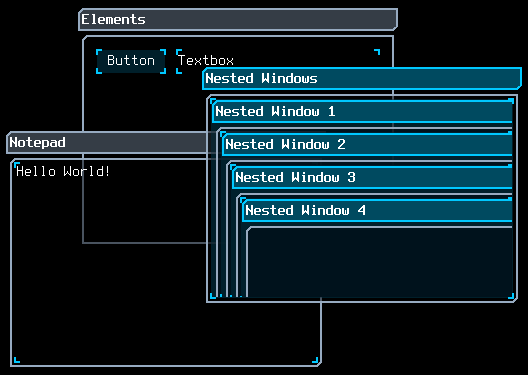 Elements
Button
Textbox
Nested Windows
Nested Window 1
Nested Window 2
Nested Window 3
Nested Window 4
Notepad
Hello World!